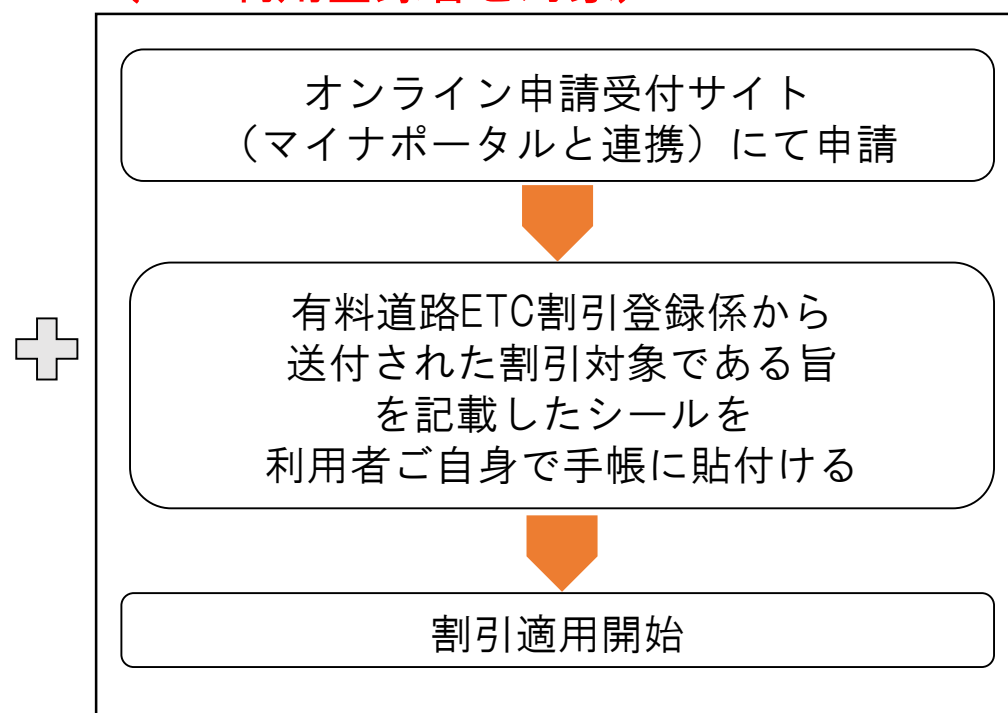 オンライン申請受付サイト
（マイナポータルと連携）にて申請
有料道路ETC割引登録係から
送付された割引対象である旨
を記載したシールを
利用者ご自身で手帳に貼付ける
割引適用開始